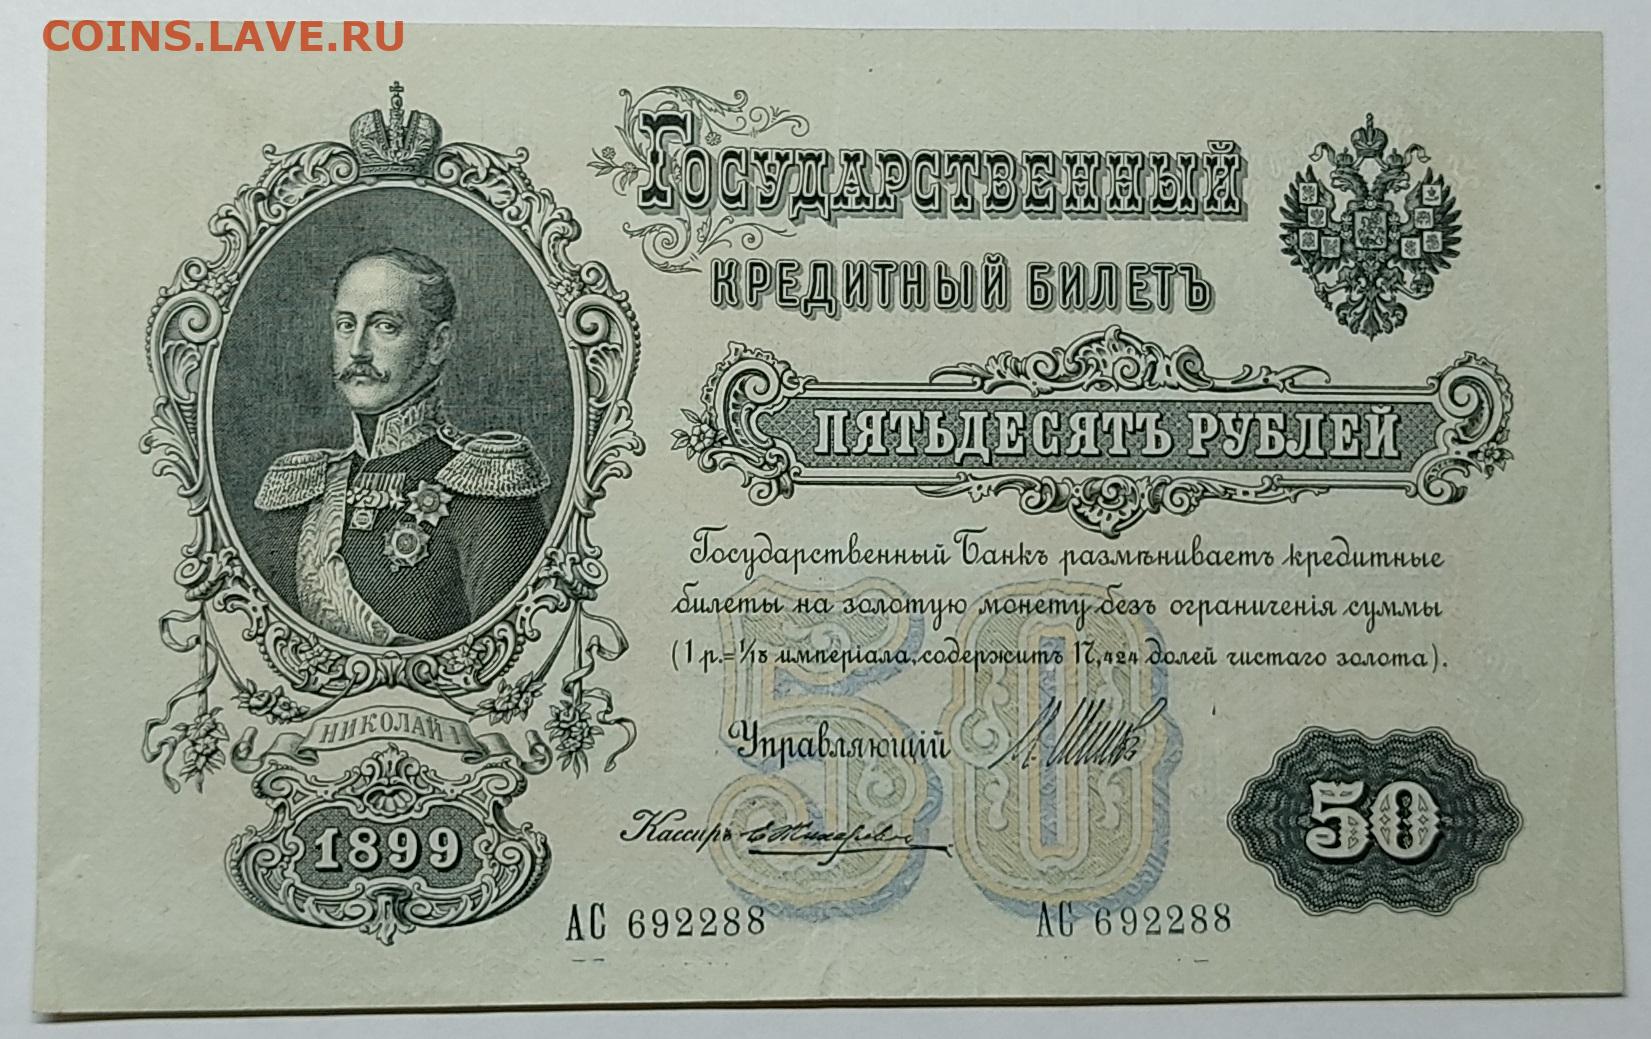 COINS.LAVE.RU
ГОСУДАРСТВЕННЫЙ
КРЕДИТНЫЙ БИЛЕТЪ
ПЯТЬДЕСЯТЪ РУБЛЕЙ
Государственный Банкъ размѣниваетъ кредитные
билеты на золотую монету безъ ограниченія суммы
(1 р.=1/15 имперіала, содержитъ 17,424 долей чистаго золота).
НИКОЛАЙ I
Управляющій
1899
50
Кассиръ
50
АС 692288
АС 692288